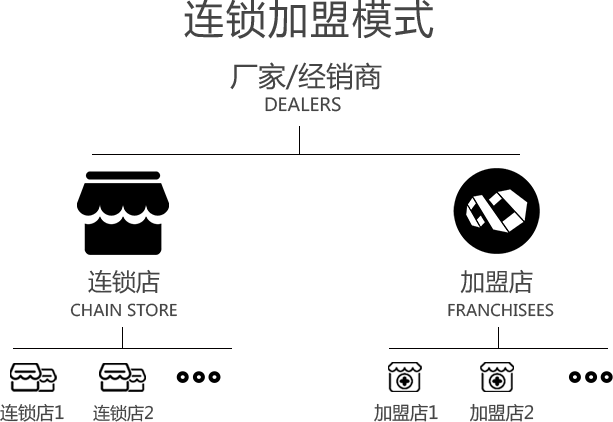 连锁加盟模式
厂家/经销商
DEALERS
连锁店
CHAIN STORE
加盟店
FRANCHISEES
连锁店1
连锁店2
加盟店1
加盟店2